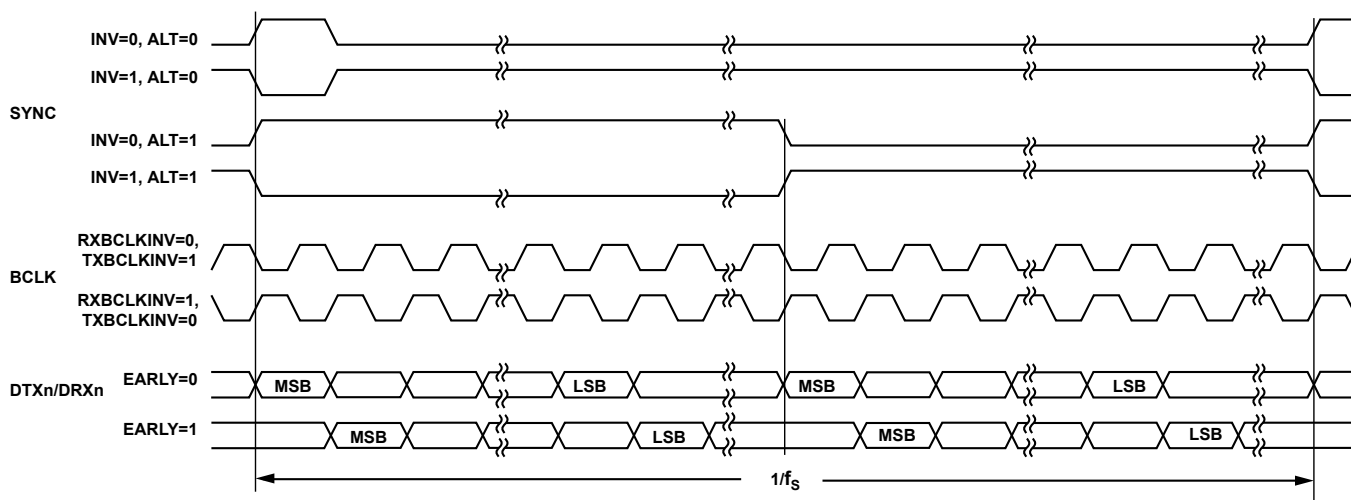 INV=0, ALT=0
INV=1, ALT=0
SYNC
INV=0, ALT=1
INV=1, ALT=1
RXBCLKINV=0,
TXBCLKINV=1
BCLK
RXBCLKINV=1,
TXBCLKINV=0
DTXn/DRXn
EARLY=0
MSB
LSB
MSB
LSB
EARLY=1
MSB
LSB
MSB
LSB
1/fS